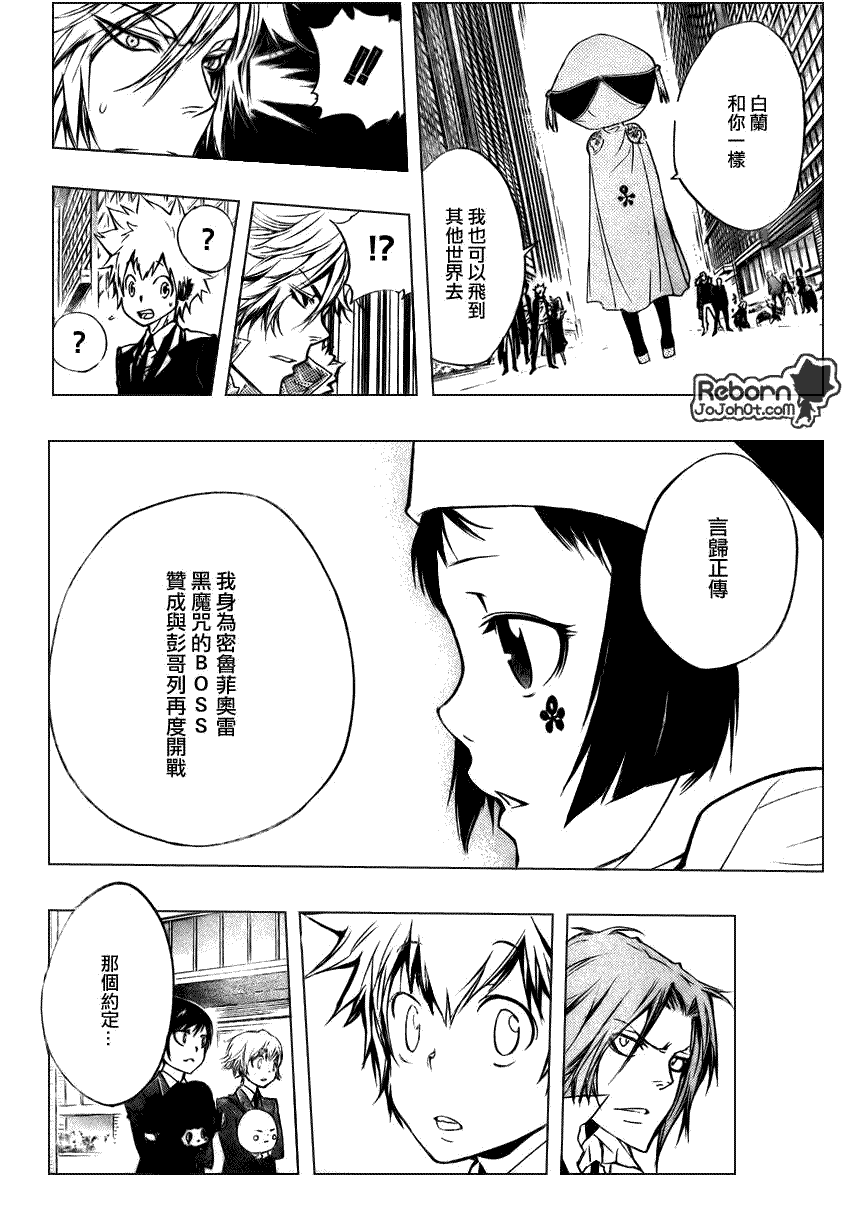 白蘭
和你一樣
我也可以飛到
其他世界去
!!
!?
?
?
Reborn
JoJoHOt.com
言歸正傳
我身為密魯菲奧雷
黑魔咒的BOSS
贊成與彭哥列再度開戰
那個約定…